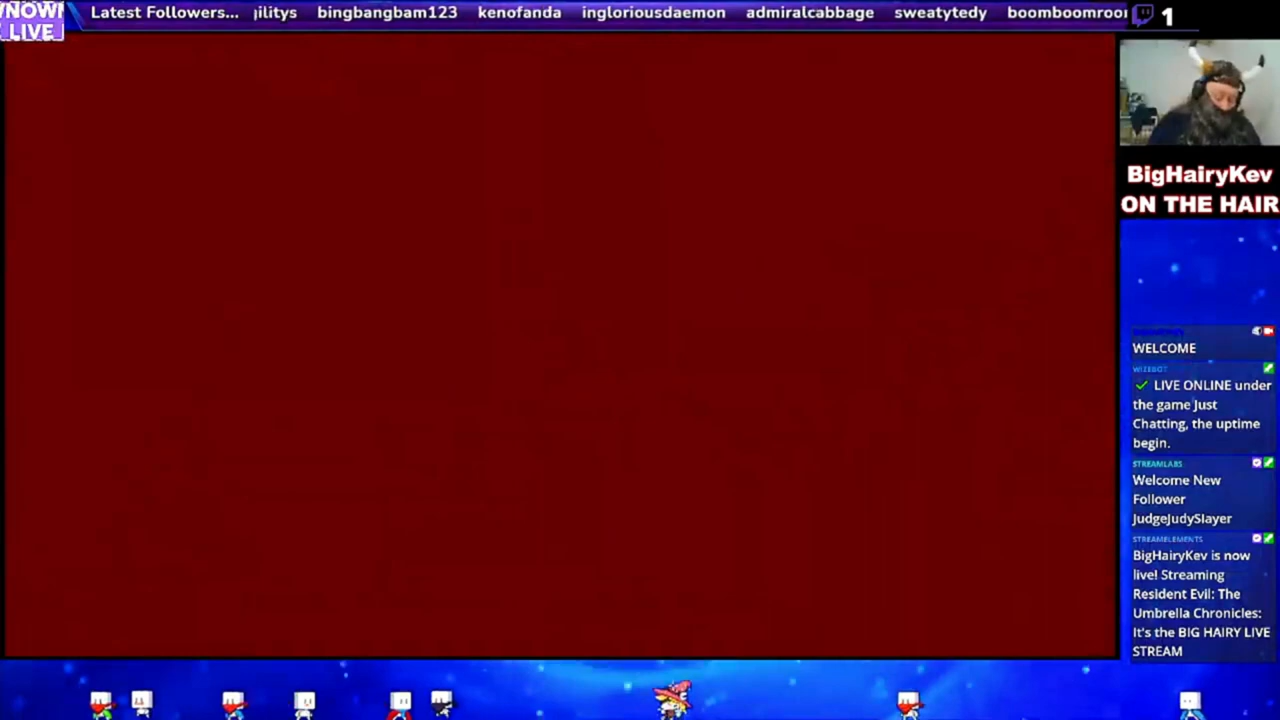 NOW
LIVE
Latest Followers... jilitys bingbangbam123 kenofanda ingloriousdaemon admiralcabbage sweatytedy boomboomroo
1
BigHairyKev
ON THE HAIR
WELCOME
WIZEBOT
LIVE ONLINE under
the game Just
Chatting, the uptime
begin.
STREAMLABS
Welcome New
Follower
JudgeJudySlayer
STREAMELEMENTS
BigHairyKev is now
live! Streaming
Resident Evil: The
Umbrella Chronicles:
It's the BIG HAIRY LIVE
STREAM